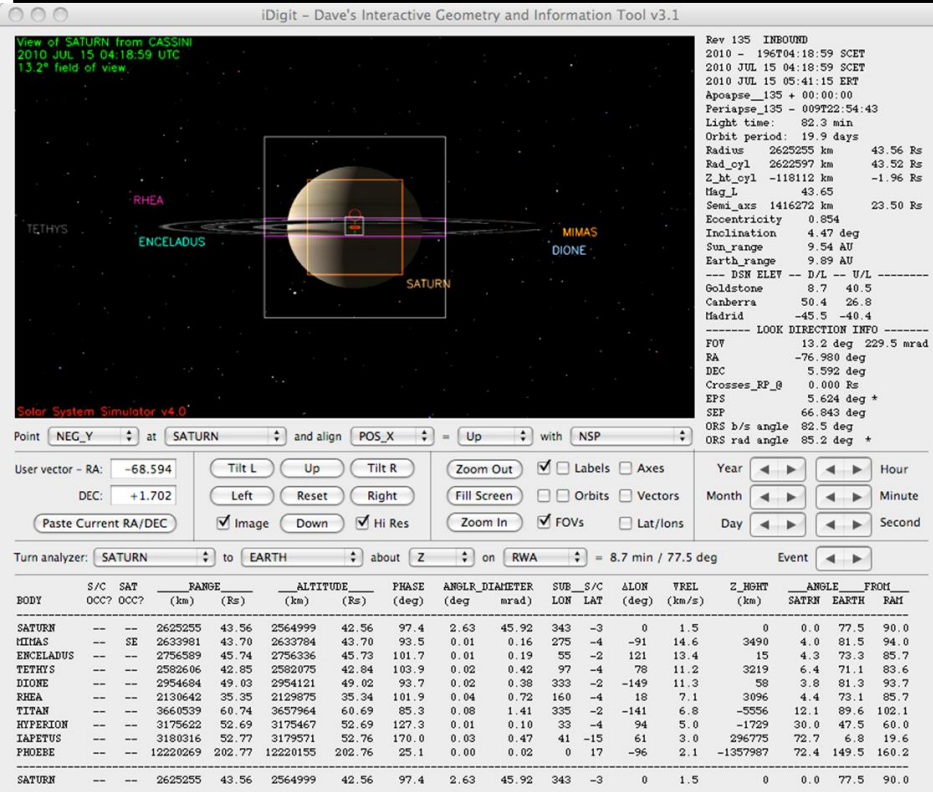 iDigit - Dave's Interactive Geometry and Information Tool v3.1
View of SATURN from CASSINI
2010 JUL 15 04:18:59 UTC
13.2° field of view
RHEA
TETHYS
ENCELADUS
MIMAS
DIONE
SATURN
Solar System Simulator v4.0
Rev 135 INBOUND
2010 - 196T04:18:59 SCET
2010 JUL 15 04:18:59 SCET
2010 JUL 15 05:41:15 ERT
Apoapse__135 + 00:00:00
Periapse_135 - 009T22:54:43
Light time: 82.3 min
Orbit period: 19.9 days
Radius 2625255 km 43.56 Rs
Rad_cyl 2622597 km 43.52 Rs
Z_ht_cyl -118112 km -1.96 Rs
Mag_L 43.65
Semi_axs 1416272 km 23.50 Rs
Eccentricity 0.854
Inclination 4.47 deg
Sun_range 9.54 AU
Earth_range 9.89 AU
--- DSN ELEV -- D/L -- U/L -------
Goldstone 8.7 40.5
Canberra 50.4 26.8
Madrid -45.5 -40.4
------- LOOK DIRECTION INFO -------
FOV 13.2 deg 229.5 mrad
RA -76.980 deg
DEC 5.592 deg
Crosses_RP_@ 0.000 Rs
EPS 5.624 deg *
SEP 66.843 deg
ORS b/s angle 82.5 deg
ORS rad angle 85.2 deg *
Point NEG_Y at SATURN and align POS_X = Up with NSP
User vector - RA: -68.594 Tilt L Up Tilt R Zoom Out Labels Axes Year Hour
DEC: +1.702 Left Reset Right Fill Screen Orbits Vectors Month Minute
Paste Current RA/DEC Image Down Hi Res Zoom In FOVs Lat/lons Day Second
Turn analyzer: SATURN to EARTH about Z on RWA = 8.7 min / 77.5 deg Event
S/C SAT RANGE ALTITUDE PHASE ANGLR_DIAMETER SUB_S/C ΔLON VREL Z_HGHT ANGLE FROM
BODY OCC? OCC? (km) (Rs) (km) (Rs) (deg) (deg mrad) LON LAT (deg) (km/s) (km) SATRN EARTH RAM
SATURN -- -- 2625255 43.56 2564999 42.56 97.4 2.63 45.92 343 -3 0 1.5 0 0.0 77.5 90.0
MIMAS -- SE 2633981 43.70 2633784 43.70 93.5 0.01 0.16 275 -4 -91 14.6 3490 4.0 81.5 94.0
ENCELADUS -- -- 2756589 45.74 2756336 45.73 101.7 0.01 0.19 55 -2 121 13.4 15 4.3 73.3 85.7
TETHYS -- -- 2582606 42.85 2582075 42.84 103.9 0.02 0.42 97 -4 78 11.2 3219 6.4 71.1 83.6
DIONE -- -- 2954684 49.03 2954121 49.02 93.7 0.02 0.38 333 -2 -149 11.3 58 3.8 81.3 93.7
RHEA -- -- 2130642 35.35 2129875 35.34 101.9 0.04 0.72 160 -4 18 7.1 3096 4.4 73.1 85.7
TITAN -- -- 3660539 60.74 3657964 60.69 85.3 0.08 1.41 335 -2 -141 6.8 -5556 12.1 89.6 102.1
HYPERION -- -- 3175622 52.69 3175467 52.69 127.3 0.01 0.10 33 -4 94 5.0 -1729 30.0 47.5 60.0
IAPETUS -- -- 3180316 52.77 3179571 52.76 170.0 0.03 0.47 41 -15 61 3.0 296775 72.7 6.8 19.6
PHOEBE -- -- 12220269 202.77 12220155 202.76 25.1 0.00 0.02 0 17 -96 2.1 -1357987 72.4 149.5 160.2
SATURN -- -- 2625255 43.56 2564999 42.56 97.4 2.63 45.92 343 -3 0 1.5 0 0.0 77.5 90.0